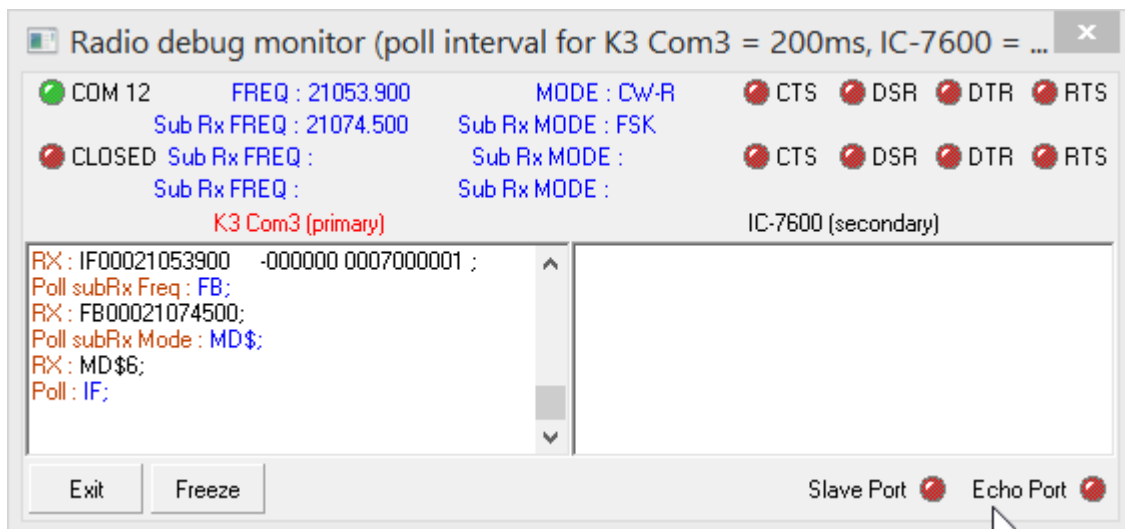 Radio debug monitor (poll interval for K3 Com3 = 200ms, IC-7600 = ...
COM 12 FREQ : 21053.900 MODE : CW-R CTS DSR DTR RTS
Sub Rx FREQ : 21074.500 Sub Rx MODE : FSK
CLOSED Sub Rx FREQ : Sub Rx MODE : CTS DSR DTR RTS
Sub Rx FREQ : Sub Rx MODE :
K3 Com3 (primary) IC-7600 (secondary)
RX : IF00021053900     -000000 0007000001 ;
Poll subRx Freq : FB;
RX : FB00021074500;
Poll subRx Mode : MD$;
RX : MD$6;
Poll : IF;
Exit Freeze Slave Port Echo Port